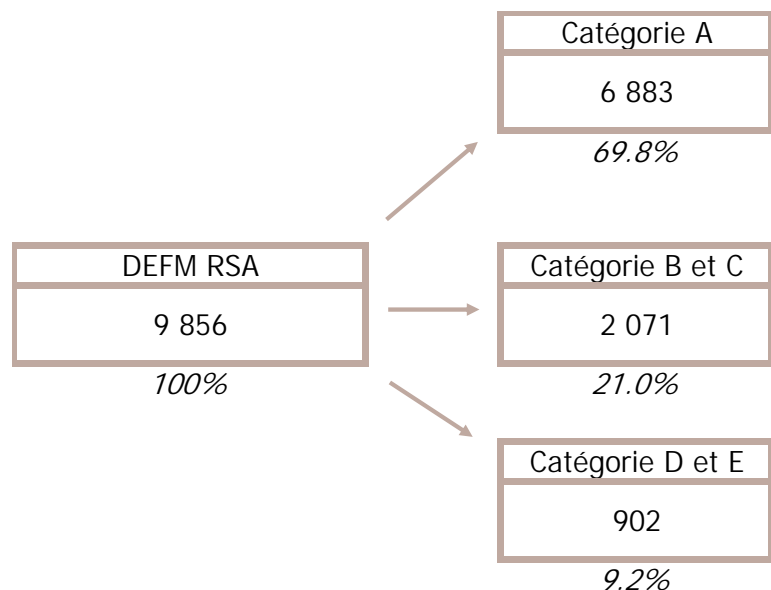 Catégorie A
6 883
69.8%
DEFM RSA
9 856
100%
Catégorie B et C
2 071
21.0%
Catégorie D et E
902
9.2%